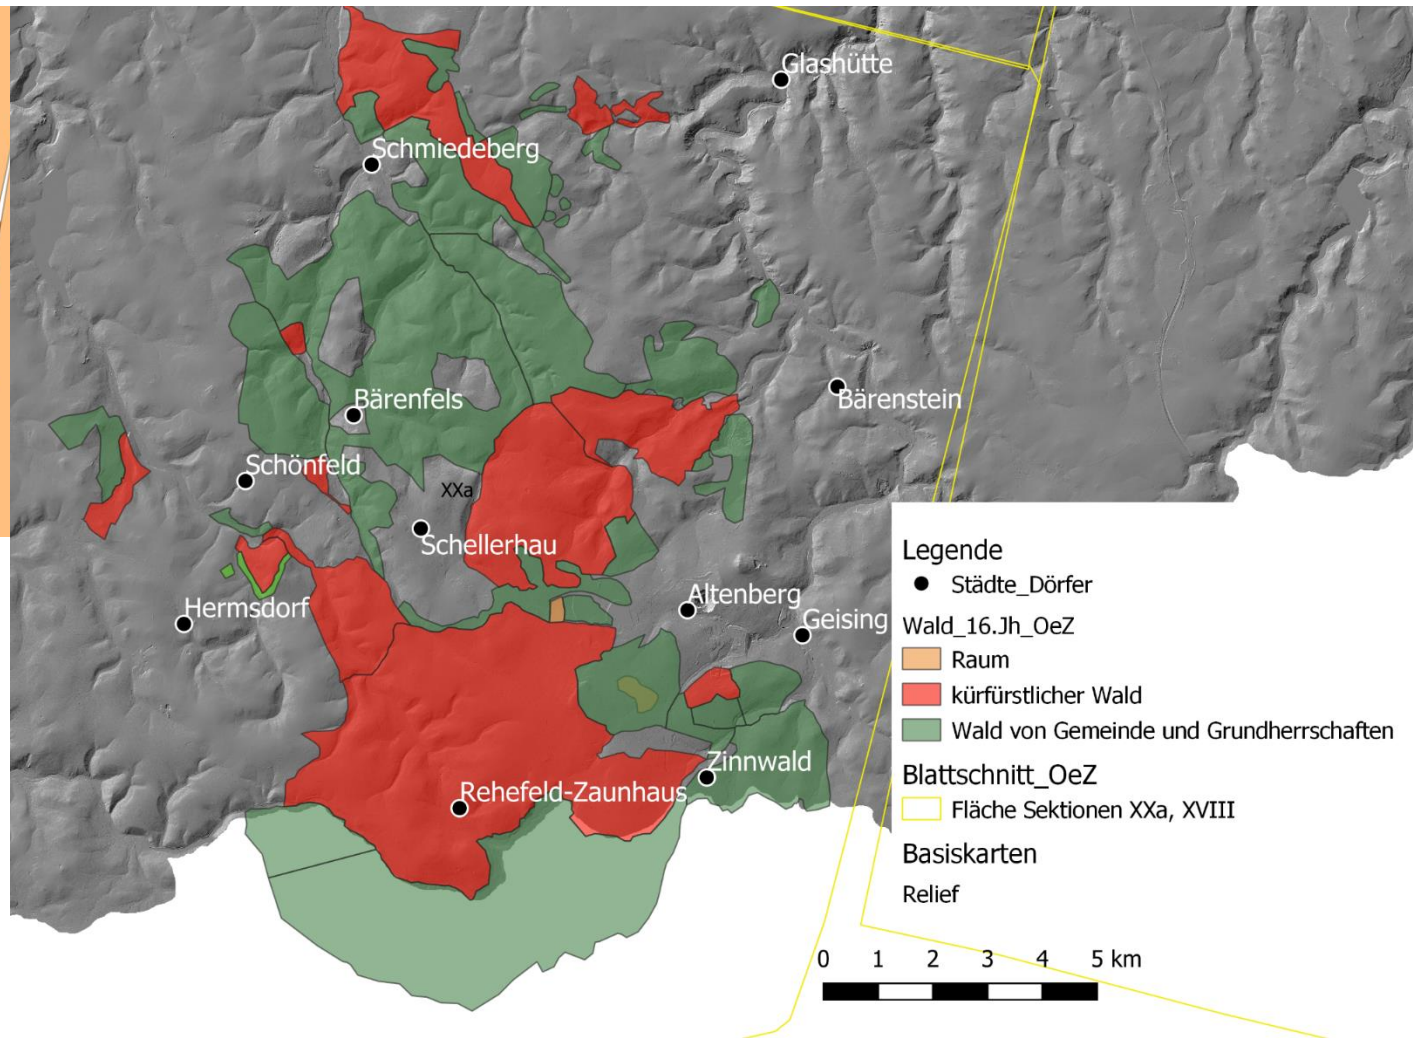 Glashütte
Schmiedeberg
Bärenfels
Bärenstein
Schönfeld
XXa
Schellerhau
Hermsdorf
Altenberg
Geising
Zinnwald
Rehefeld-Zaunhaus
Legende
Städte_Dörfer
Wald_16.Jh_OeZ
Raum
kürfürstlicher Wald
Wald von Gemeinde und Grundherrschaften
Blattschnitt_OeZ
Fläche Sektionen XXa, XVIII
Basiskarten
Relief
0 1 2 3 4 5 km